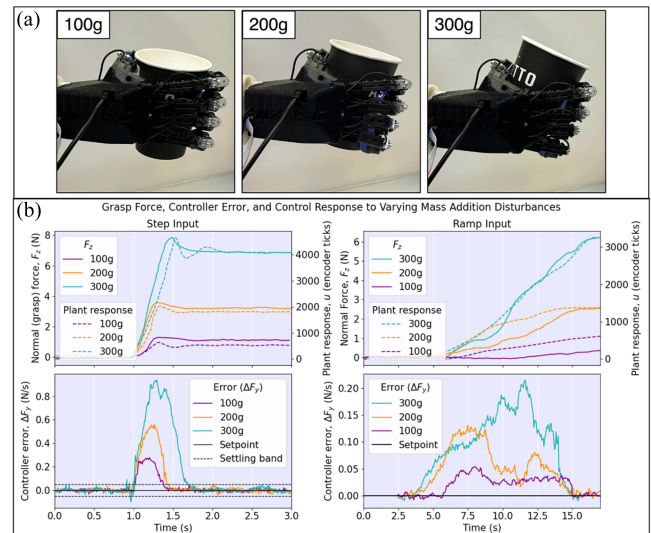 (a)
100g
200g
300g
TTO
(b)
Grasp Force, Controller Error, and Control Response to Varying Mass Addition Disturbances
Step Input
Ramp Input
Normal (grasp) force, F_z (N)
8
6
4
2
0
F_z
100g
200g
300g
Plant response
100g
200g
300g
4000
3000
2000
1000
0
Plant response, u (encoder ticks)
Normal Force, F_z (N)
6
5
4
3
2
1
0
F_z
300g
200g
100g
Plant response
300g
200g
100g
3000
2000
1000
0
Plant response, u (encoder ticks)
Controller error, ΔF_y (N/s)
0.8
0.6
0.4
0.2
0.0
Error (ΔF_y)
100g
200g
300g
Setpoint
Settling band
0.0 0.5 1.0 1.5 2.0 2.5 3.0
Time (s)
Controller error, ΔF_y (N/s)
0.20
0.15
0.10
0.05
0.00
Error (ΔF_y)
300g
200g
100g
Setpoint
0.0 2.5 5.0 7.5 10.0 12.5 15.0
Time (s)